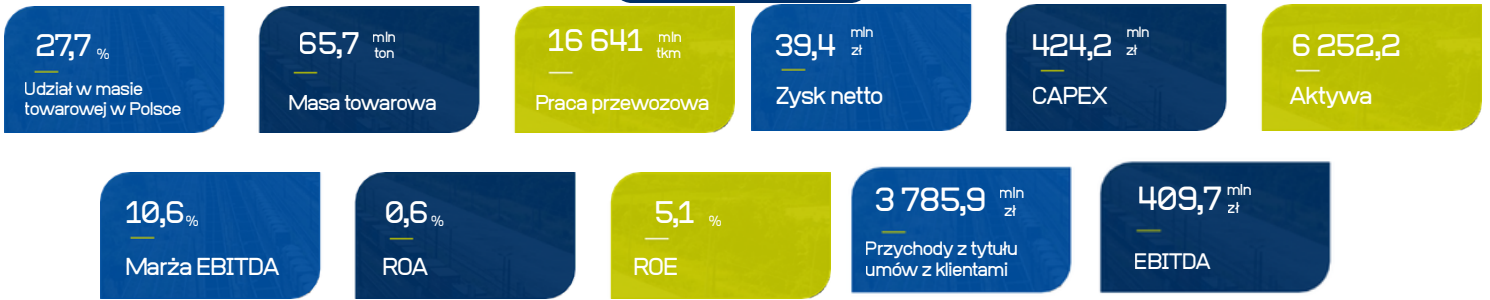 27,7 %
Udział w masie
towarowej w Polsce
65,7 mln
ton
Masa towarowa
16 641 mln
tkm
Praca przewozowa
39,4 mln
zł
Zysk netto
424,2 mln
zł
CAPEX
6 252,2
Aktywa
10,6 %
Marża EBITDA
0,6 %
ROA
5,1 %
ROE
3 785,9 mln
zł
Przychody z tytułu
umów z klientami
409,7 mln
zł
EBITDA